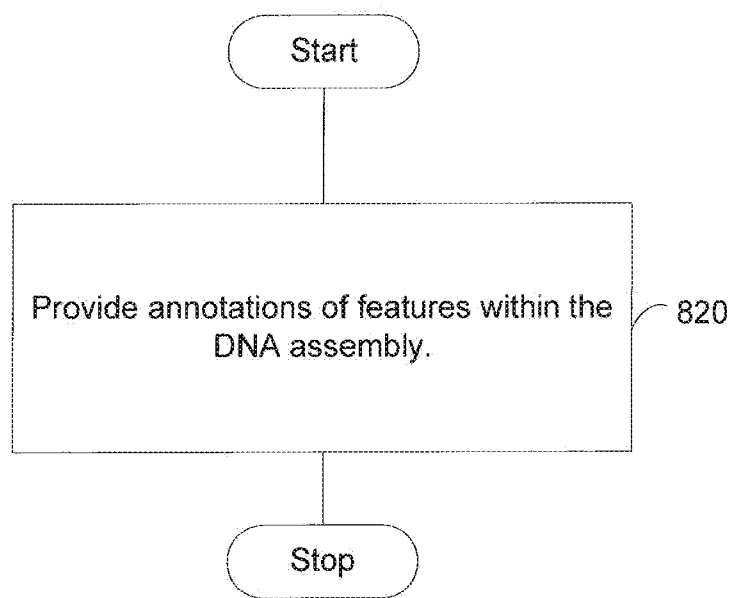 Start
Provide annotations of features within the
DNA assembly.
820
Stop